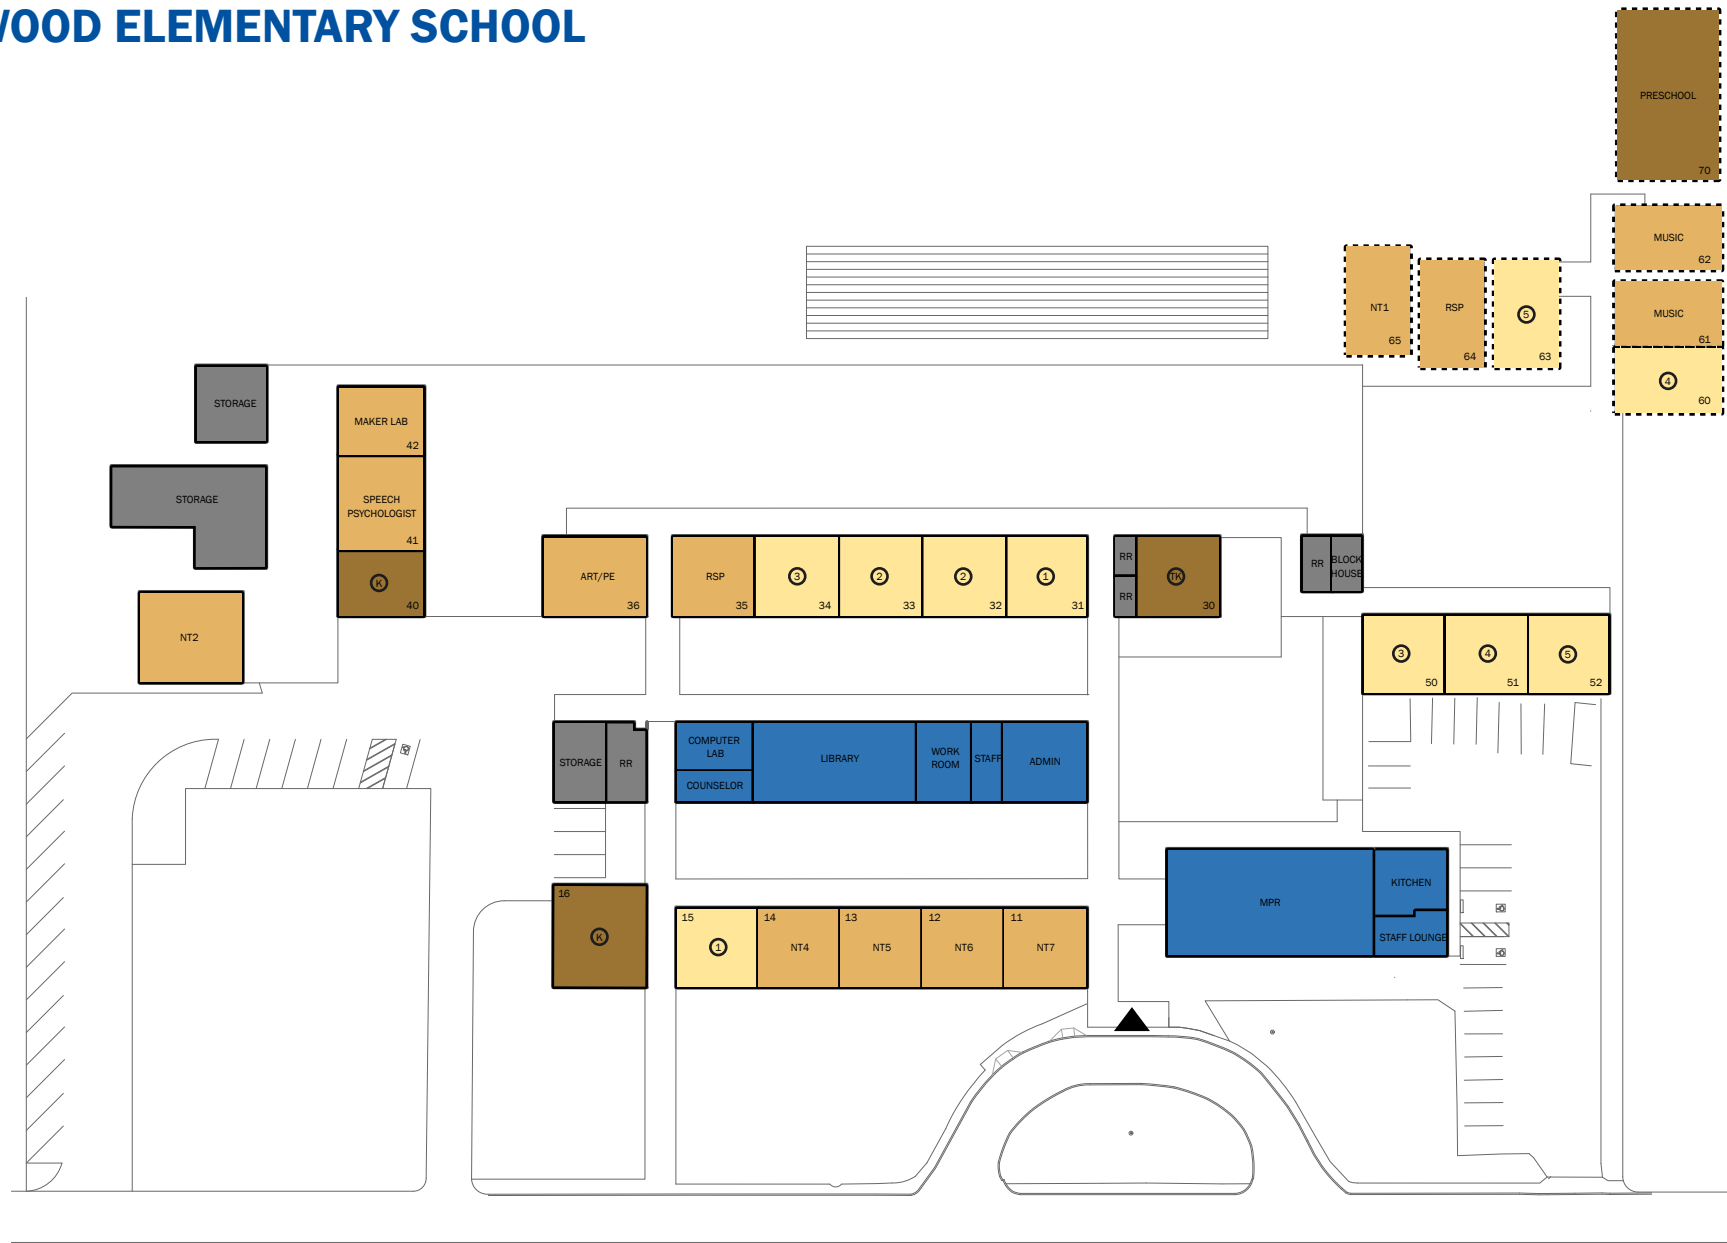 WOOD ELEMENTARY SCHOOL
PRESCHOOL
70
MUSIC
62
MUSIC
61
4
60
NT1
65
RSP
64
5
63
STORAGE
STORAGE
NT2
MAKER LAB
42
SPEECH
PSYCHOLOGIST
41
K
40
ART/PE
36
RSP
35
3
34
2
33
2
32
1
31
RR
RR
TK
30
RR
BLOCK
HOUSE
3
50
4
51
5
52
STORAGE
RR
COMPUTER
LAB
COUNSELOR
LIBRARY
WORK
ROOM
STAFF
ADMIN
MPR
KITCHEN
STAFF LOUNGE
16
K
15
1
14
NT4
13
NT5
12
NT6
11
NT7